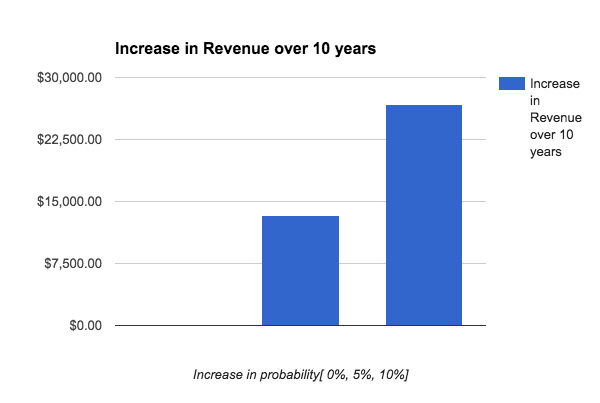 Increase in Revenue over 10 years
$30,000.00
$22,500.00
$15,000.00
$7,500.00
$0.00
Increase
in
Revenue
over 10
years
Increase in probability[ 0%, 5%, 10%]